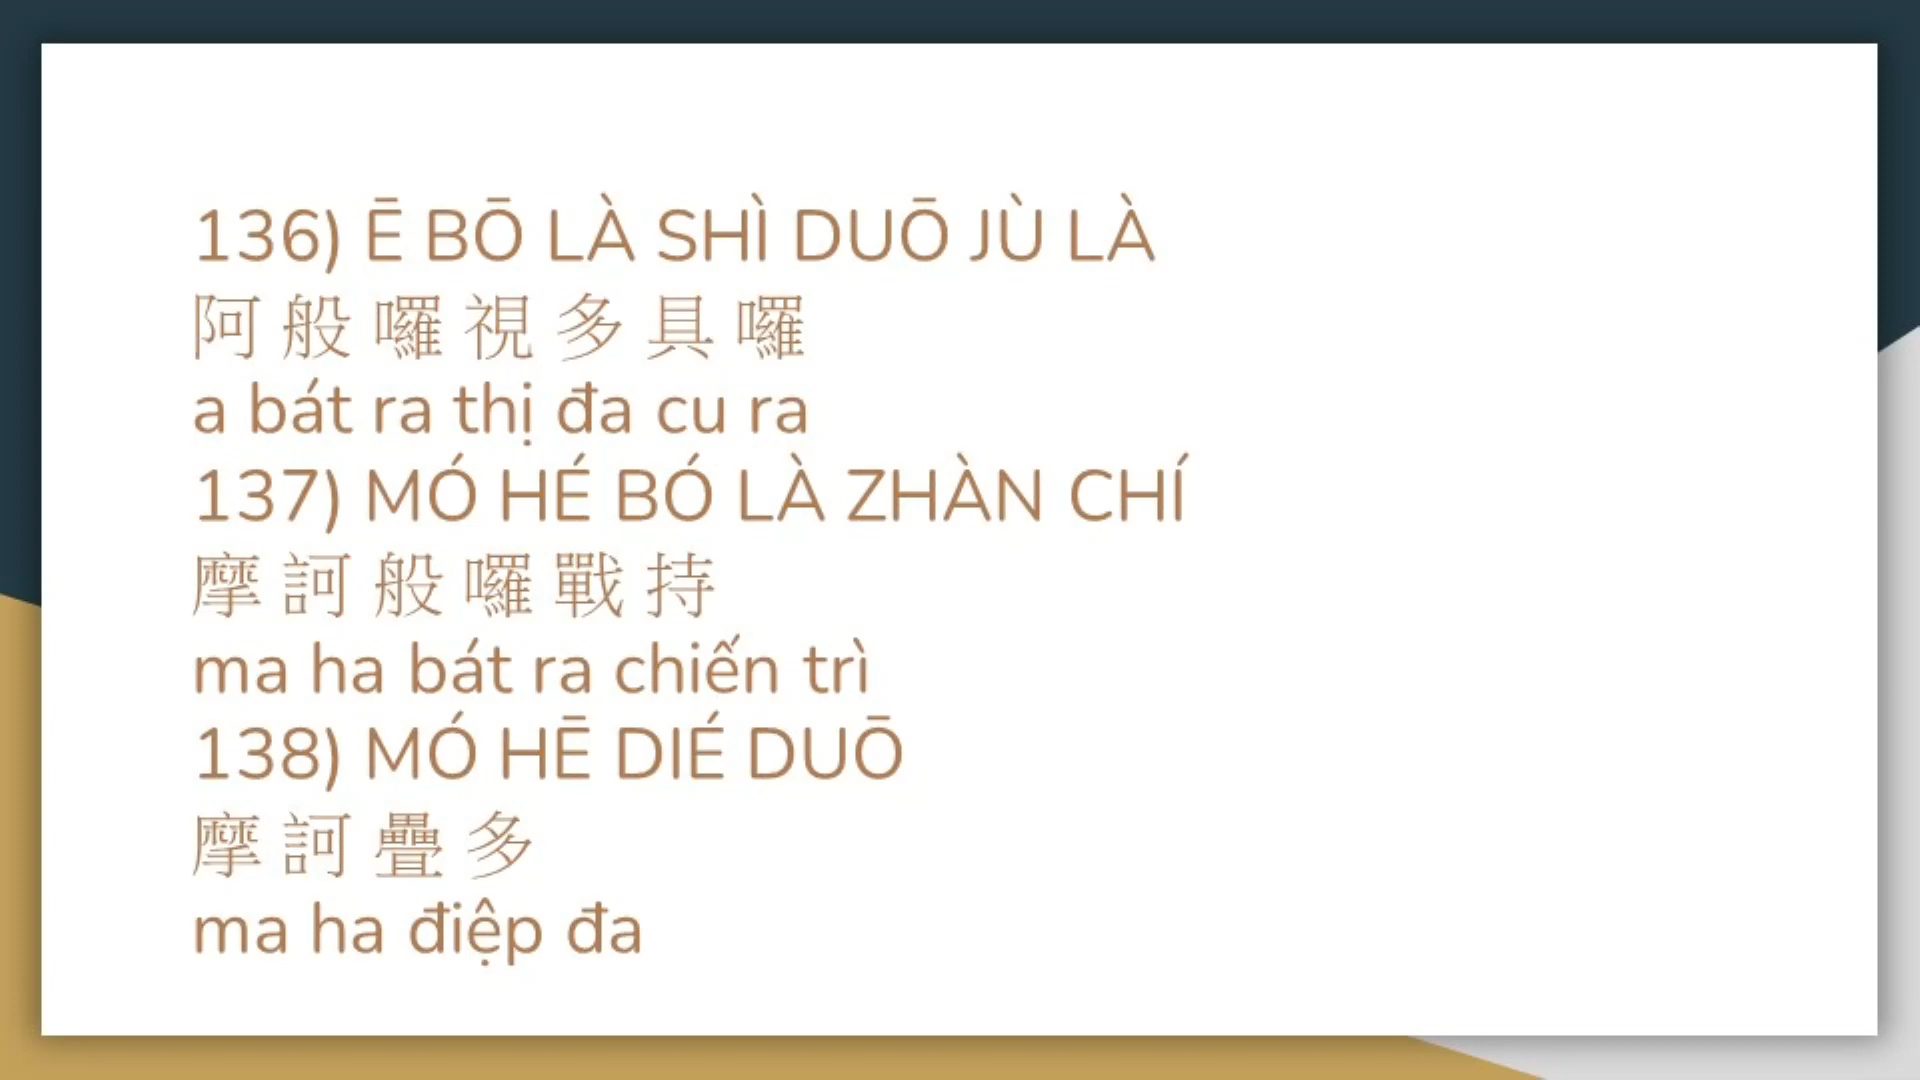 136) Ē BŌ LÀ SHÌ DUŌ JÙ LÀ
阿 般 囉 視 多 具 囉
a bát ra thị đa cu ra
137) MÓ HÉ BÓ LÀ ZHÀN CHÍ
摩 訶 般 囉 戰 持
ma ha bát ra chiến trì
138) MÓ HĒ DIÉ DUŌ
摩 訶 疊 多
ma ha điệp đa